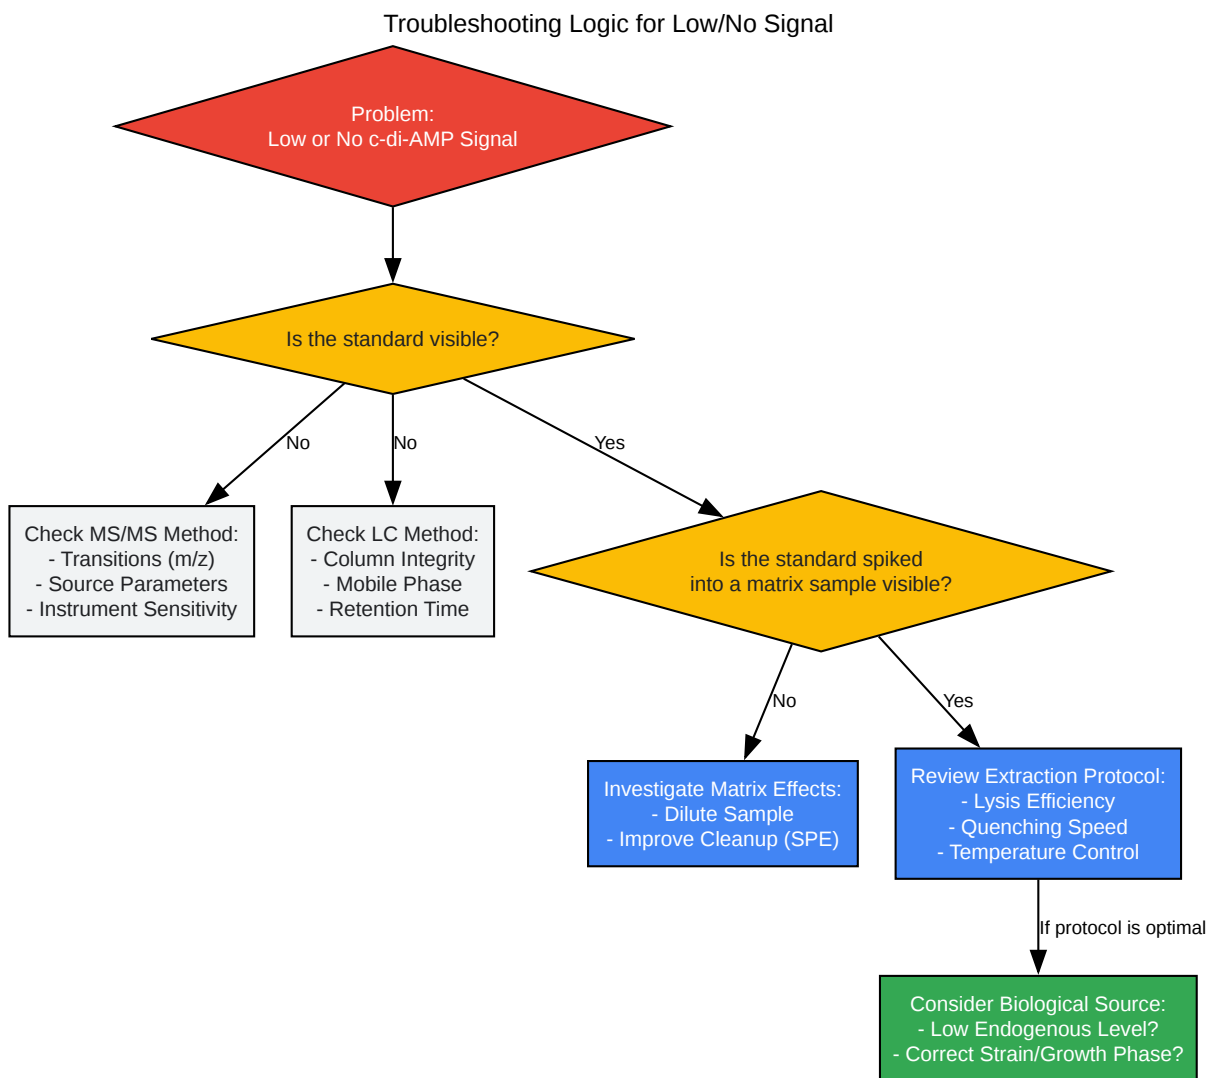 Troubleshooting Logic for Low/No Signal
Problem:
Low or No c-di-AMP Signal
Is the standard visible?
No
No
Yes
Check MS/MS Method:
- Transitions (m/z)
- Source Parameters
- Instrument Sensitivity
Check LC Method:
- Column Integrity
- Mobile Phase
- Retention Time
Is the standard spiked
into a matrix sample visible?
No
Yes
Investigate Matrix Effects:
- Dilute Sample
- Improve Cleanup (SPE)
Review Extraction Protocol:
- Lysis Efficiency
- Quenching Speed
- Temperature Control
If protocol is optimal
Consider Biological Source:
- Low Endogenous Level?
- Correct Strain/Growth Phase?